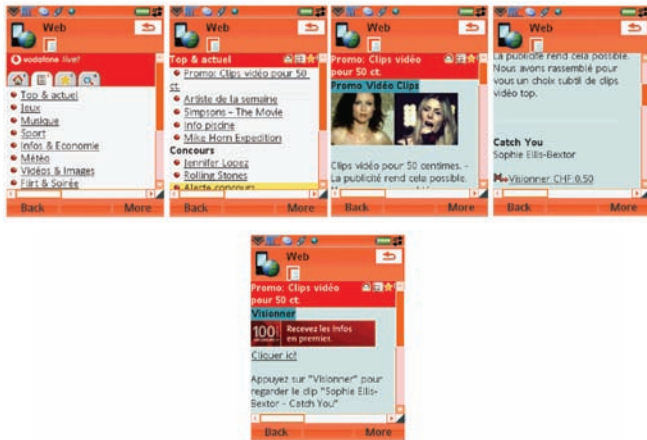 Web
vodafone live!
Top & actuel
Jeux
Musique
Sport
Infos & Economie
Météo
Vidéos & Images
Flirt & Soirée
Back More
Web
Top & actuel
Promo: Clips vidéo pour 50
ct.
Artiste de la semaine
Simpsons - The Movie
Info piscine
Mike Horn Expedition
Concours
Jennifer Lopez
Rolling Stones
Alerte concours
Back More
Web
Promo: Clips vidéo
pour 50 ct.
Promo Vidéo Clips
Clips vidéo pour 50 centimes. -
La publicité rend cela possible.
Back More
Web
La publicité rend cela possible.
Nous avons rassemblé pour
vous un choix subtil de clips
vidéo top.
Catch You
Sophie Ellis-Bextor
Visionner CHF 0.50
Back More
Web
Promo: Clips vidéo
pour 50 ct.
Visionner
100 Recevez les Infos
en premier.
Cliquer ici!
Appuyez sur "Visionner" pour
regarder le clip "Sophie Ellis-
Bextor - Catch You"
Back More